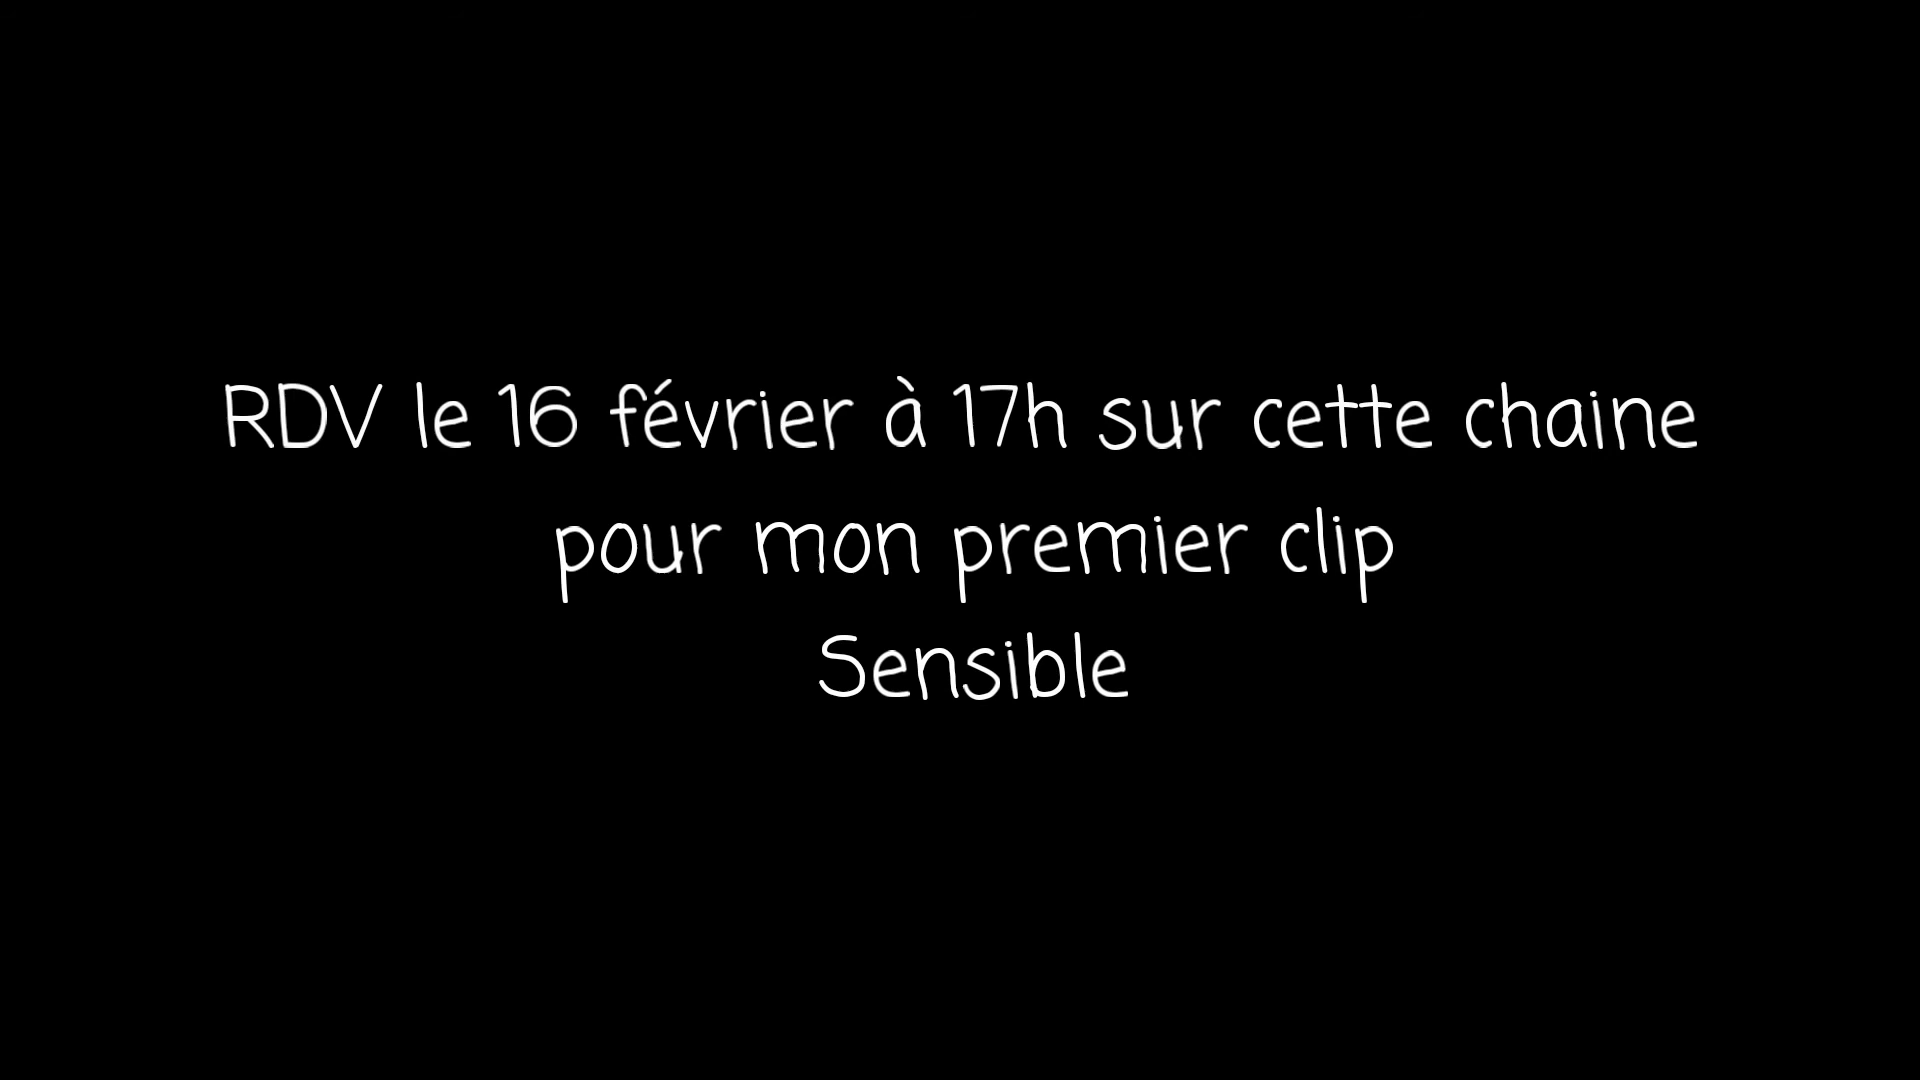 RDV le 16 février à 17h sur cette chaine
pour mon premier clip
Sensible